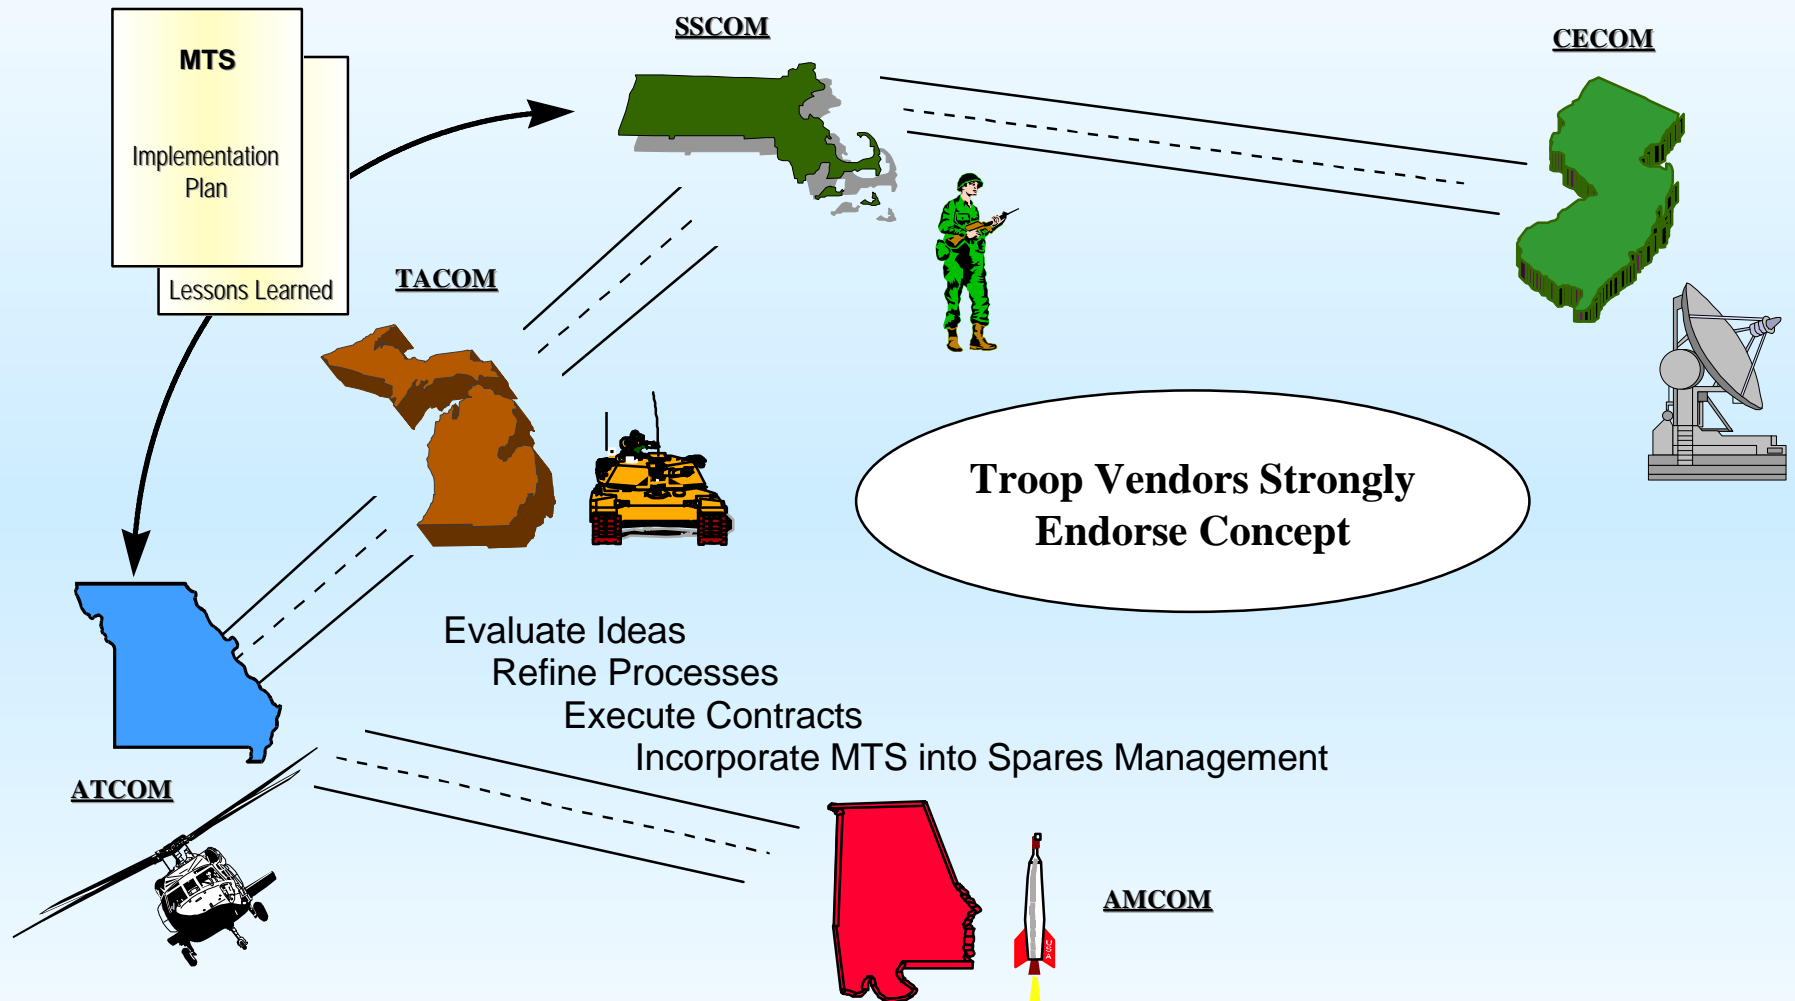 MTS
Implementation
Plan
Lessons Learned
SSCOM
CECOM
TACOM
Troop Vendors Strongly
Endorse Concept
Evaluate Ideas
Refine Processes
Execute Contracts
Incorporate MTS into Spares Management
ATCOM
AMCOM
USA